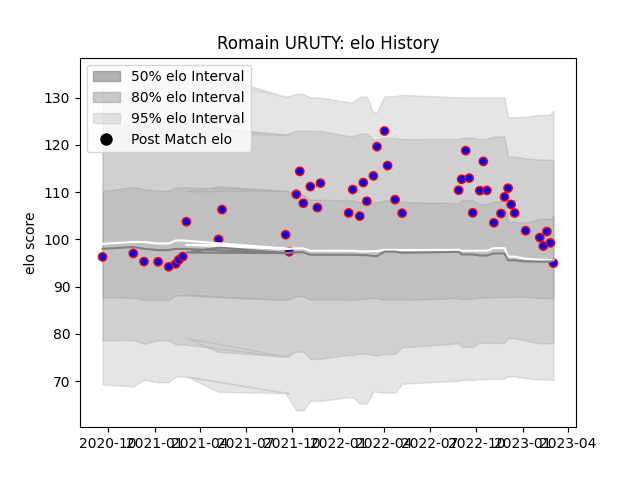 Romain URUTY: elo History
50% elo Interval
80% elo Interval
95% elo Interval
Post Match elo
elo score
130
120
110
100
90
80
70
2020-10 2021-01 2021-04 2021-07 2021-10 2022-01 2022-04 2022-07 2022-10 2023-01 2023-04